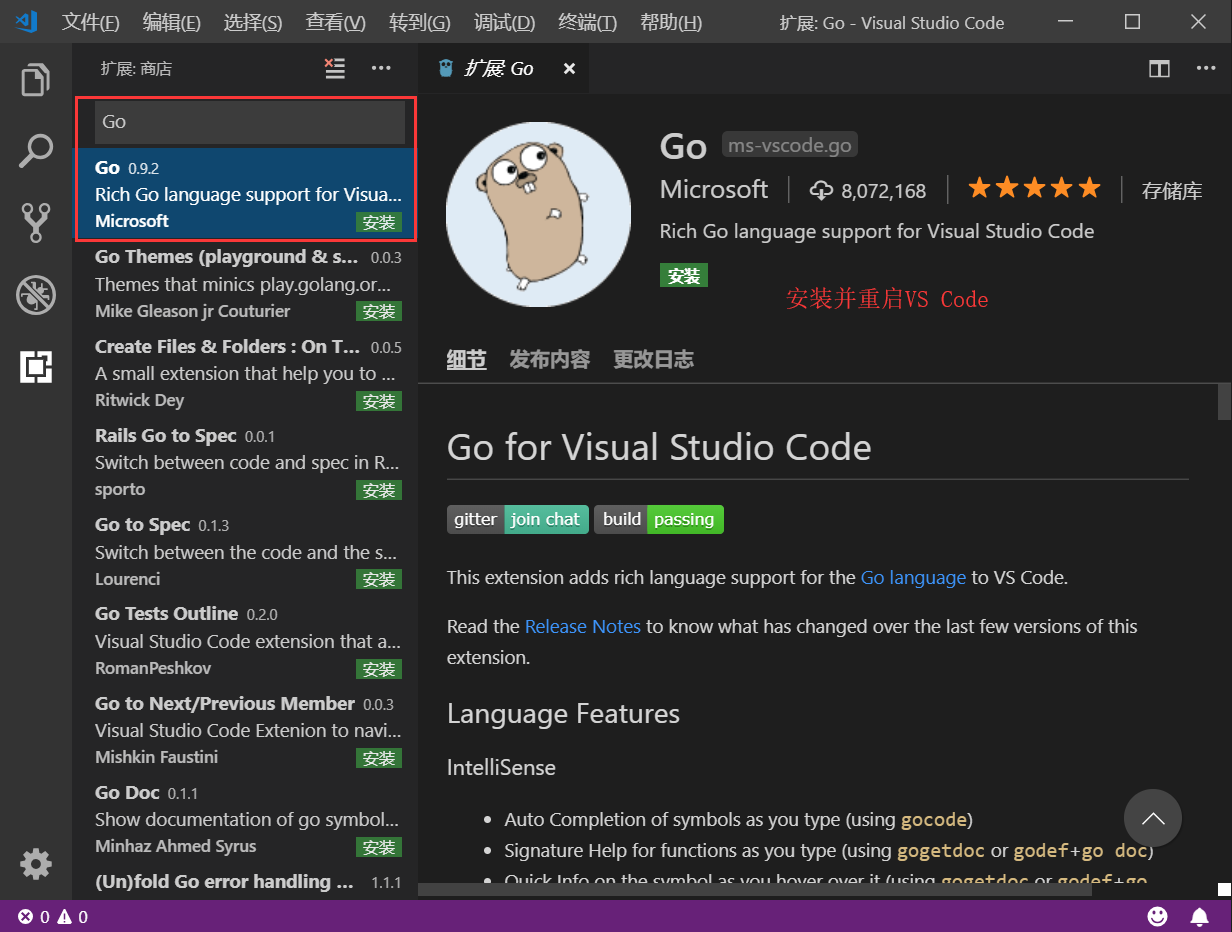 文件(F) 编辑(E) 选择(S) 查看(V) 转到(G) 调试(D) 终端(T) 帮助(H) 扩展: Go - Visual Studio Code
扩展: 商店
扩展 Go
Go
Go 0.9.2
Rich Go language support for Visua...
Microsoft 安装
Go Themes (playground & s... 0.0.3
Themes that minics play.golang.or...
Mike Gleason jr Couturier 安装
Create Files & Folders : On T... 0.0.5
A small extension that help you to ...
Ritwick Dey 安装
Rails Go to Spec 0.0.1
Switch between code and spec in R...
sporto 安装
Go to Spec 0.1.3
Switch between the code and the s...
Lourenci 安装
Go Tests Outline 0.2.0
Visual Studio Code extension that a...
RomanPeshkov 安装
Go to Next/Previous Member 0.0.3
Visual Studio Code Extenion to navi...
Mishkin Faustini 安装
Go Doc 0.1.1
Show documentation of go symbol...
Minhaz Ahmed Syrus 安装
(Un)fold Go error handling ... 1.1.1
Go ms-vscode.go
Microsoft 8,072,168 存储库
Rich Go language support for Visual Studio Code
安装
安装并重启VS Code
细节 发布内容 更改日志
Go for Visual Studio Code
gitter join chat build passing
This extension adds rich language support for the Go language to VS Code.
Read the Release Notes to know what has changed over the last few versions of this
extension.
Language Features
IntelliSense
• Auto Completion of symbols as you type (using gocode)
• Signature Help for functions as you type (using gogetdoc or godef+go doc)
• Quick Info on the symbol as you hover over it (using gogetdoc or godef+go
0 0